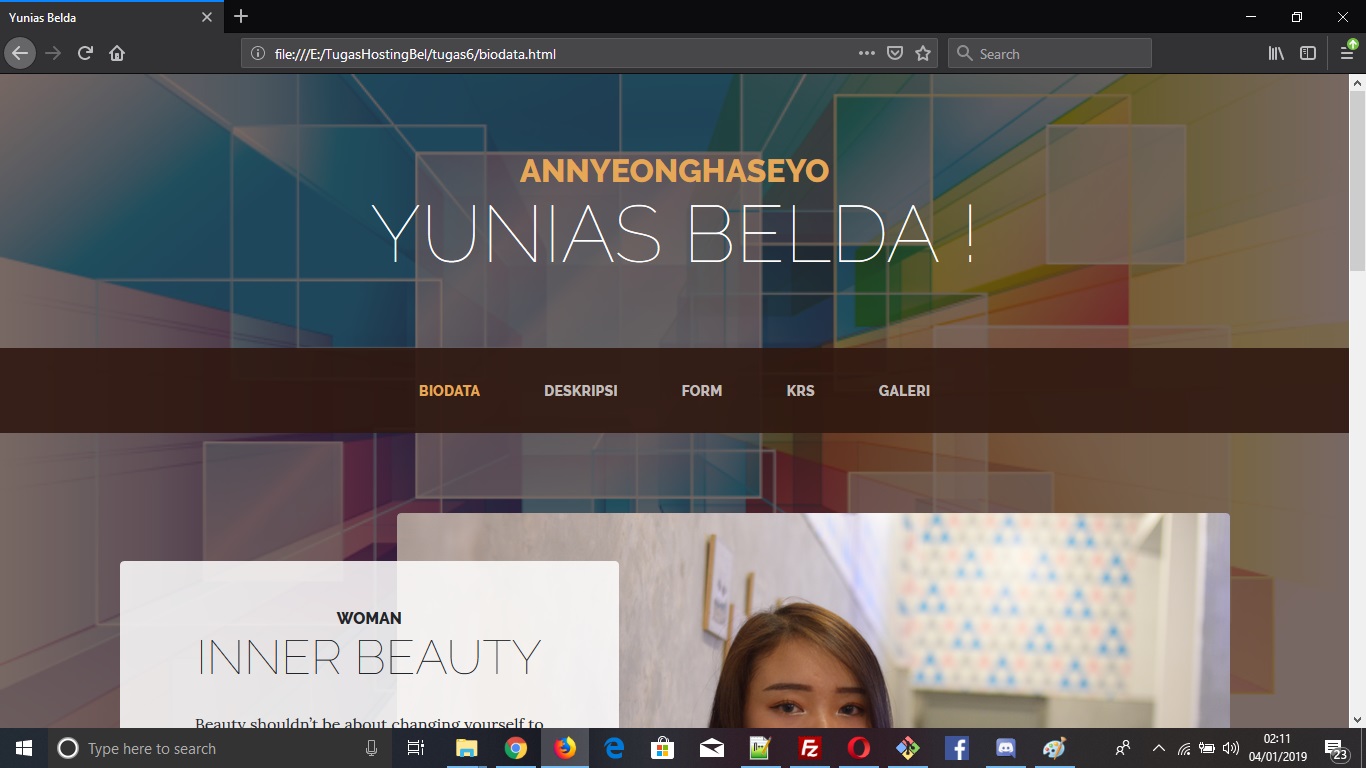 Yunias Belda
file:///E:/TugasHostingBel/tugas6/biodata.html
Search
ANNYEONGHASEYO
YUNIAS BELDA !
BIODATA DESKRIPSI FORM KRS GALERI
WOMAN
INNER BEAUTY
Beauty shouldn't be about changing yourself to
Type here to search
02:11
04/01/2019
23